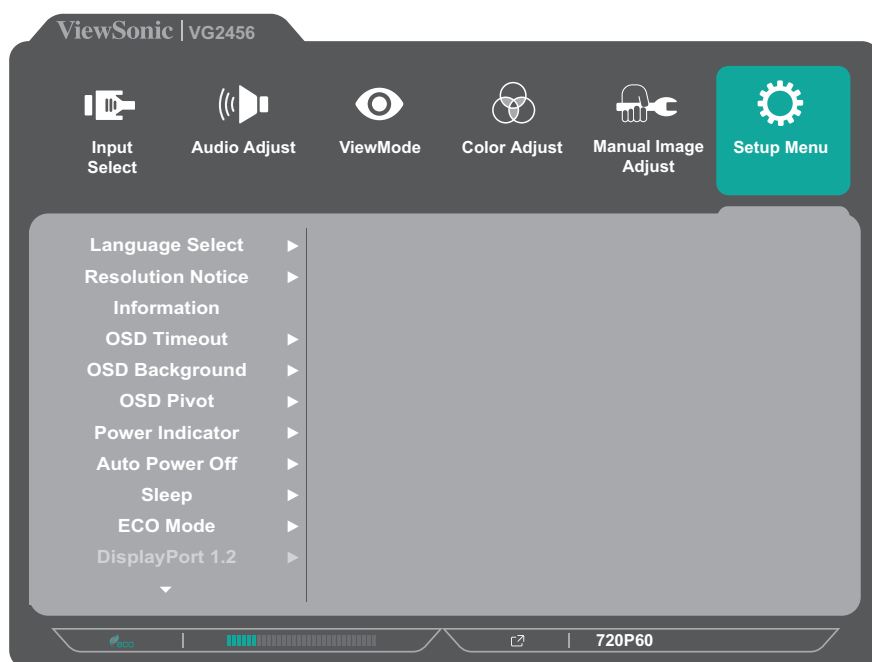 ViewSonic | VG2456
Input
Select
Audio Adjust
ViewMode
Color Adjust
Manual Image
Adjust
Setup Menu
Language Select
Resolution Notice
Information
OSD Timeout
OSD Background
OSD Pivot
Power Indicator
Auto Power Off
Sleep
ECO Mode
DisplayPort 1.2
eco
720P60